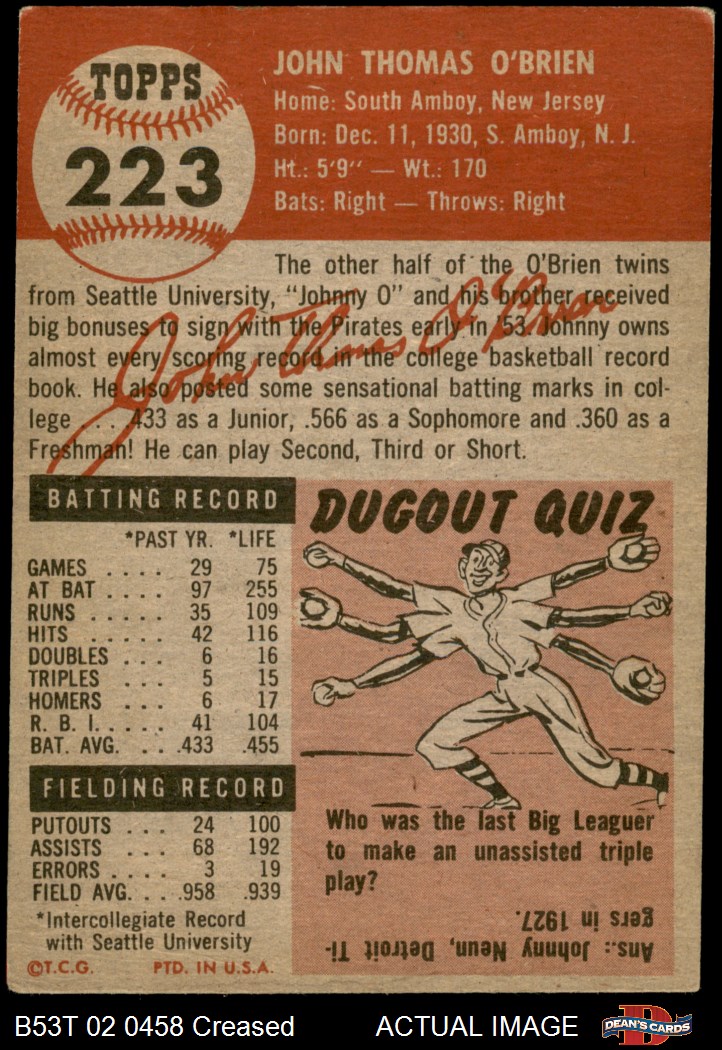 TOPPS
223
JOHN THOMAS O'BRIEN
Home: South Amboy, New Jersey
Born: Dec. 11, 1930, S. Amboy, N. J.
Ht.: 5'9" — Wt.: 170
Bats: Right — Throws: Right
The other half of the O'Brien twins
from Seattle University, "Johnny O" and his brother received
big bonuses to sign with the Pirates early in '53. Johnny owns
almost every scoring record in the college basketball record
book. He also posted some sensational batting marks in col-
lege . . . .433 as a Junior, .566 as a Sophomore and .360 as a
Freshman! He can play Second, Third or Short.
John Thomas O'Brien
BATTING RECORD
*PAST YR. *LIFE
GAMES . . . . 29 75
AT BAT . . . . 97 255
RUNS . . . . . 35 109
HITS . . . . . 42 116
DOUBLES . . . 6 16
TRIPLES . . . . 5 15
HOMERS . . . 6 17
R. B. I. . . . . . 41 104
BAT. AVG. . . . .433 .455
FIELDING RECORD
PUTOUTS . . . 24 100
ASSISTS . . . 68 192
ERRORS . . . . 3 19
FIELD AVG. . . .958 .939
*Intercollegiate Record
with Seattle University
©T.C.G. PTD. IN U.S.A.
DUGOUT QUIZ
Who was the last Big Leaguer
to make an unassisted triple
play?
Ans.: Johnny Neun, Detroit Ti-
gers in 1927.
B53T 02 0458 Creased ACTUAL IMAGE
D
DEAN'S CARDS